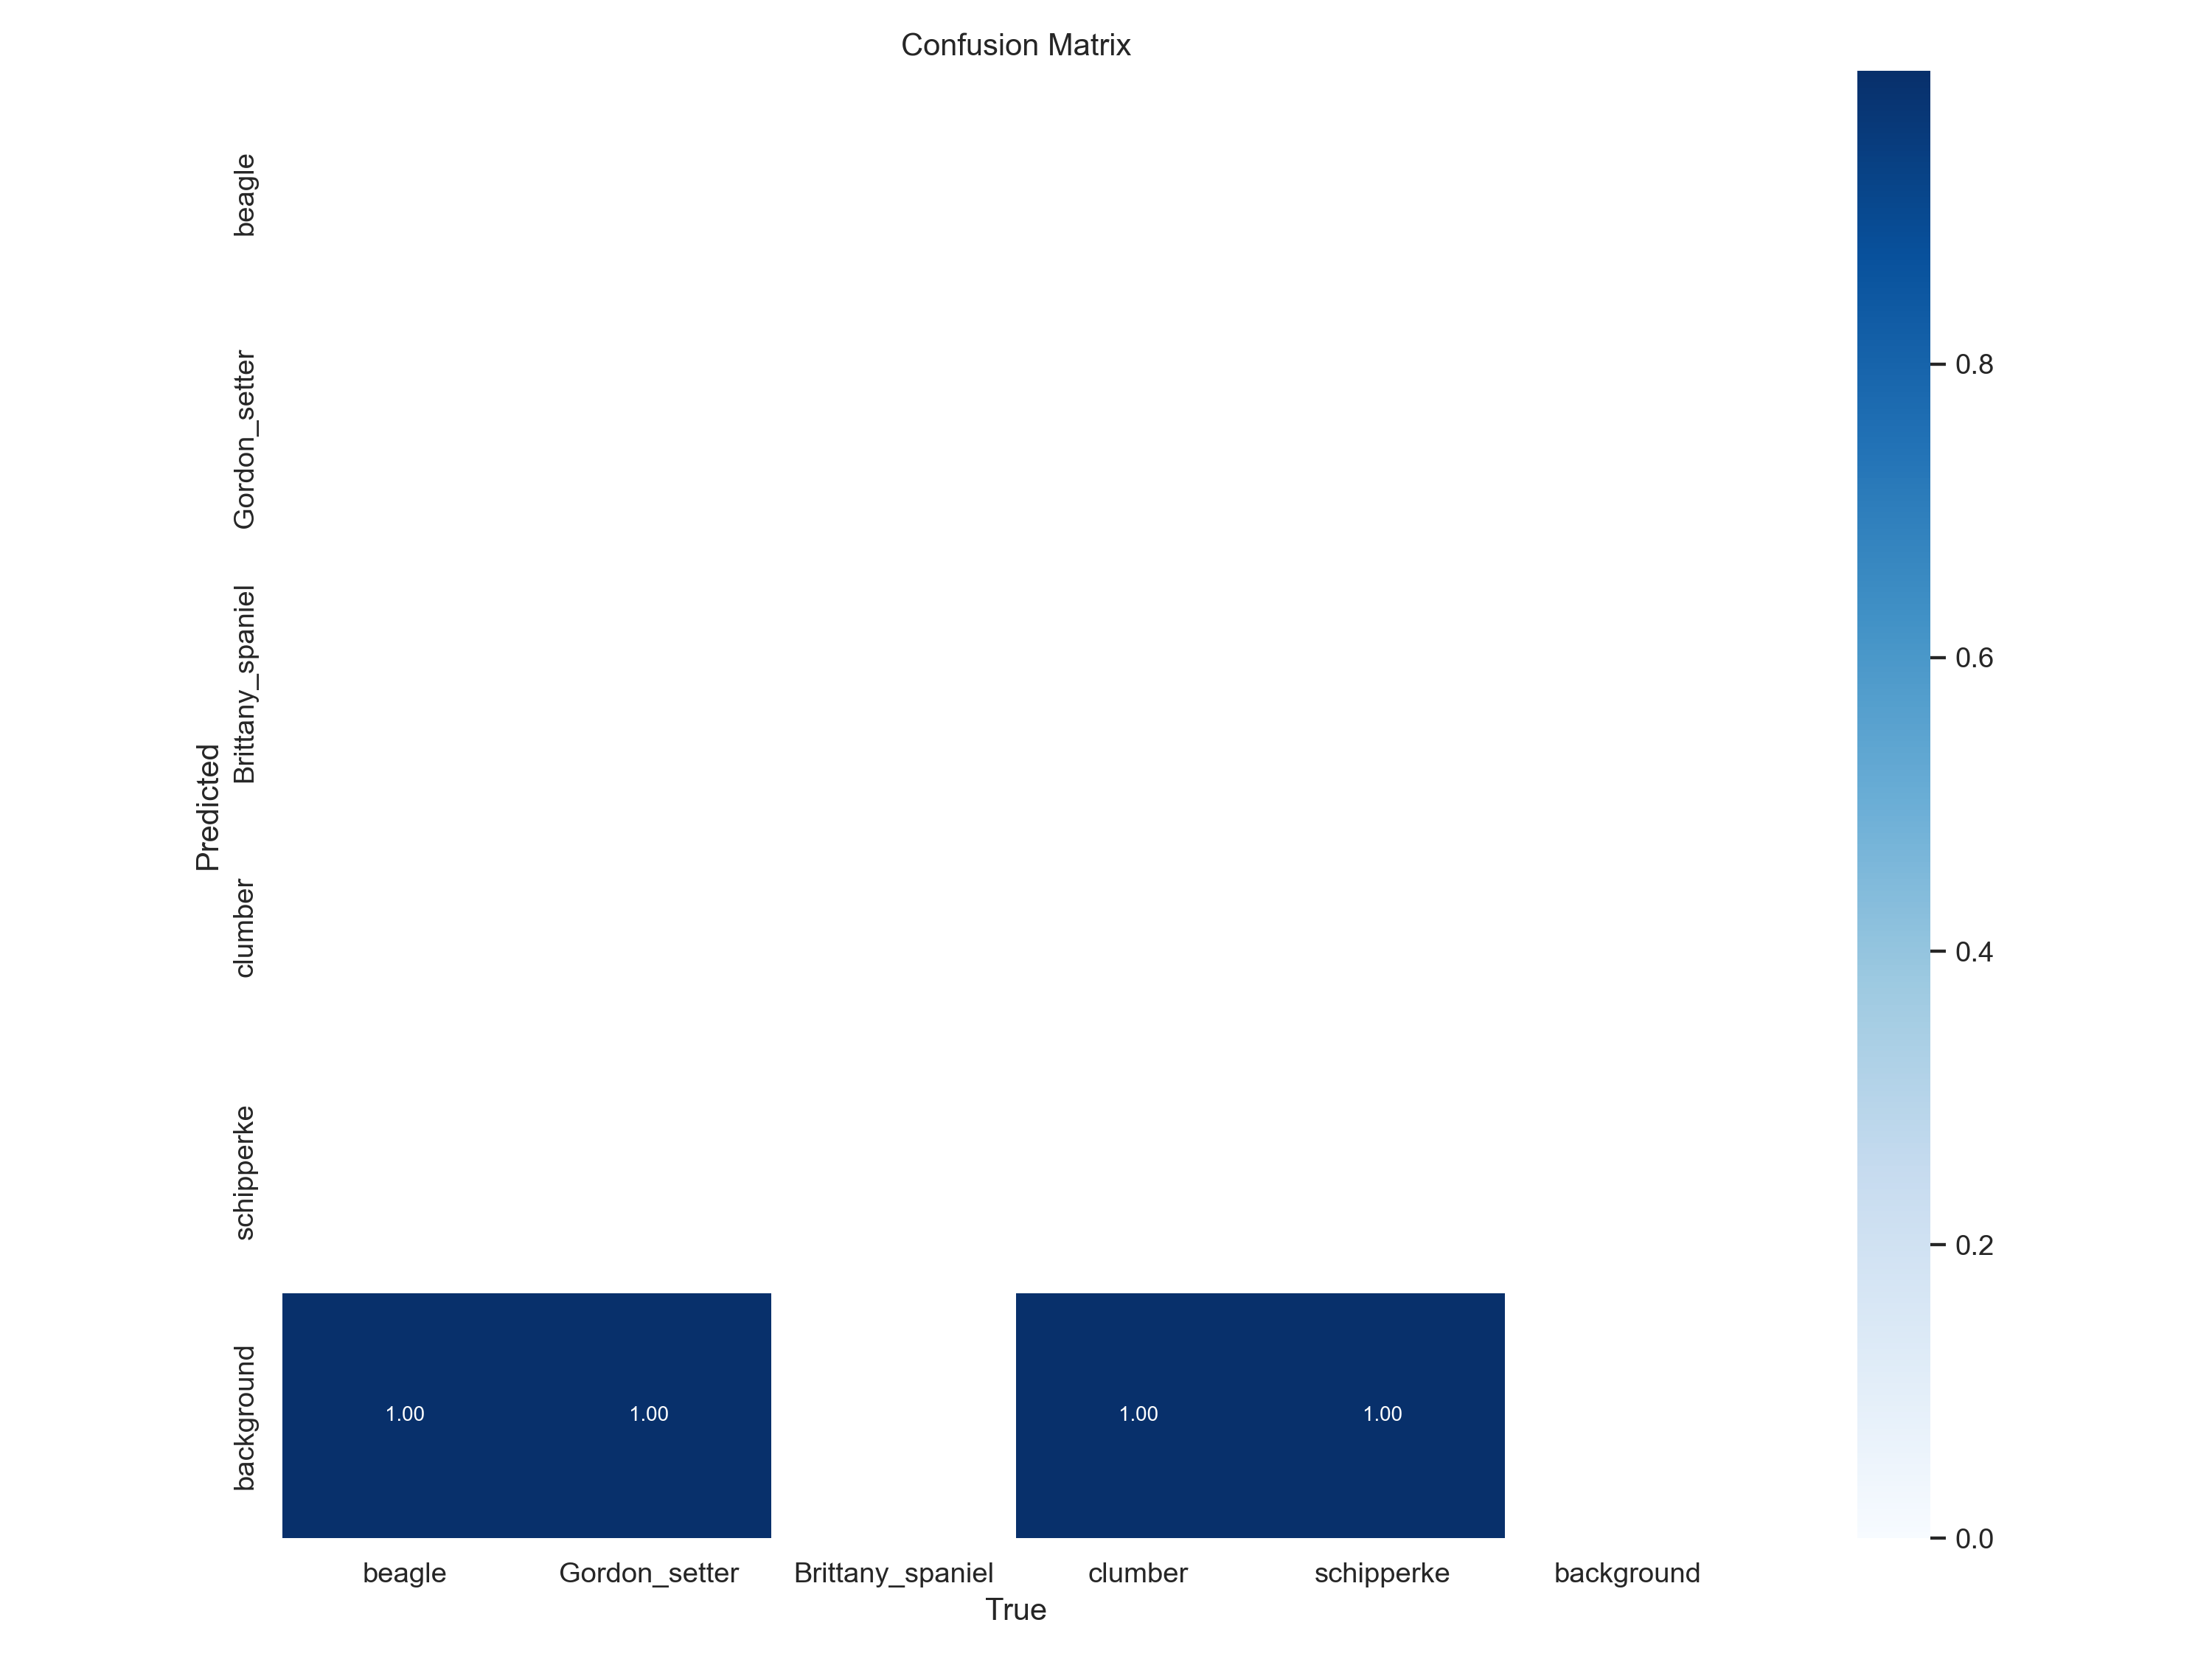 Confusion Matrix
beagle
Gordon_setter
Brittany_spaniel
clumber
schipperke
background
Predicted
1.00 1.00 1.00 1.00
beagle Gordon_setter Brittany_spaniel clumber schipperke background
True
0.8
0.6
0.4
0.2
0.0